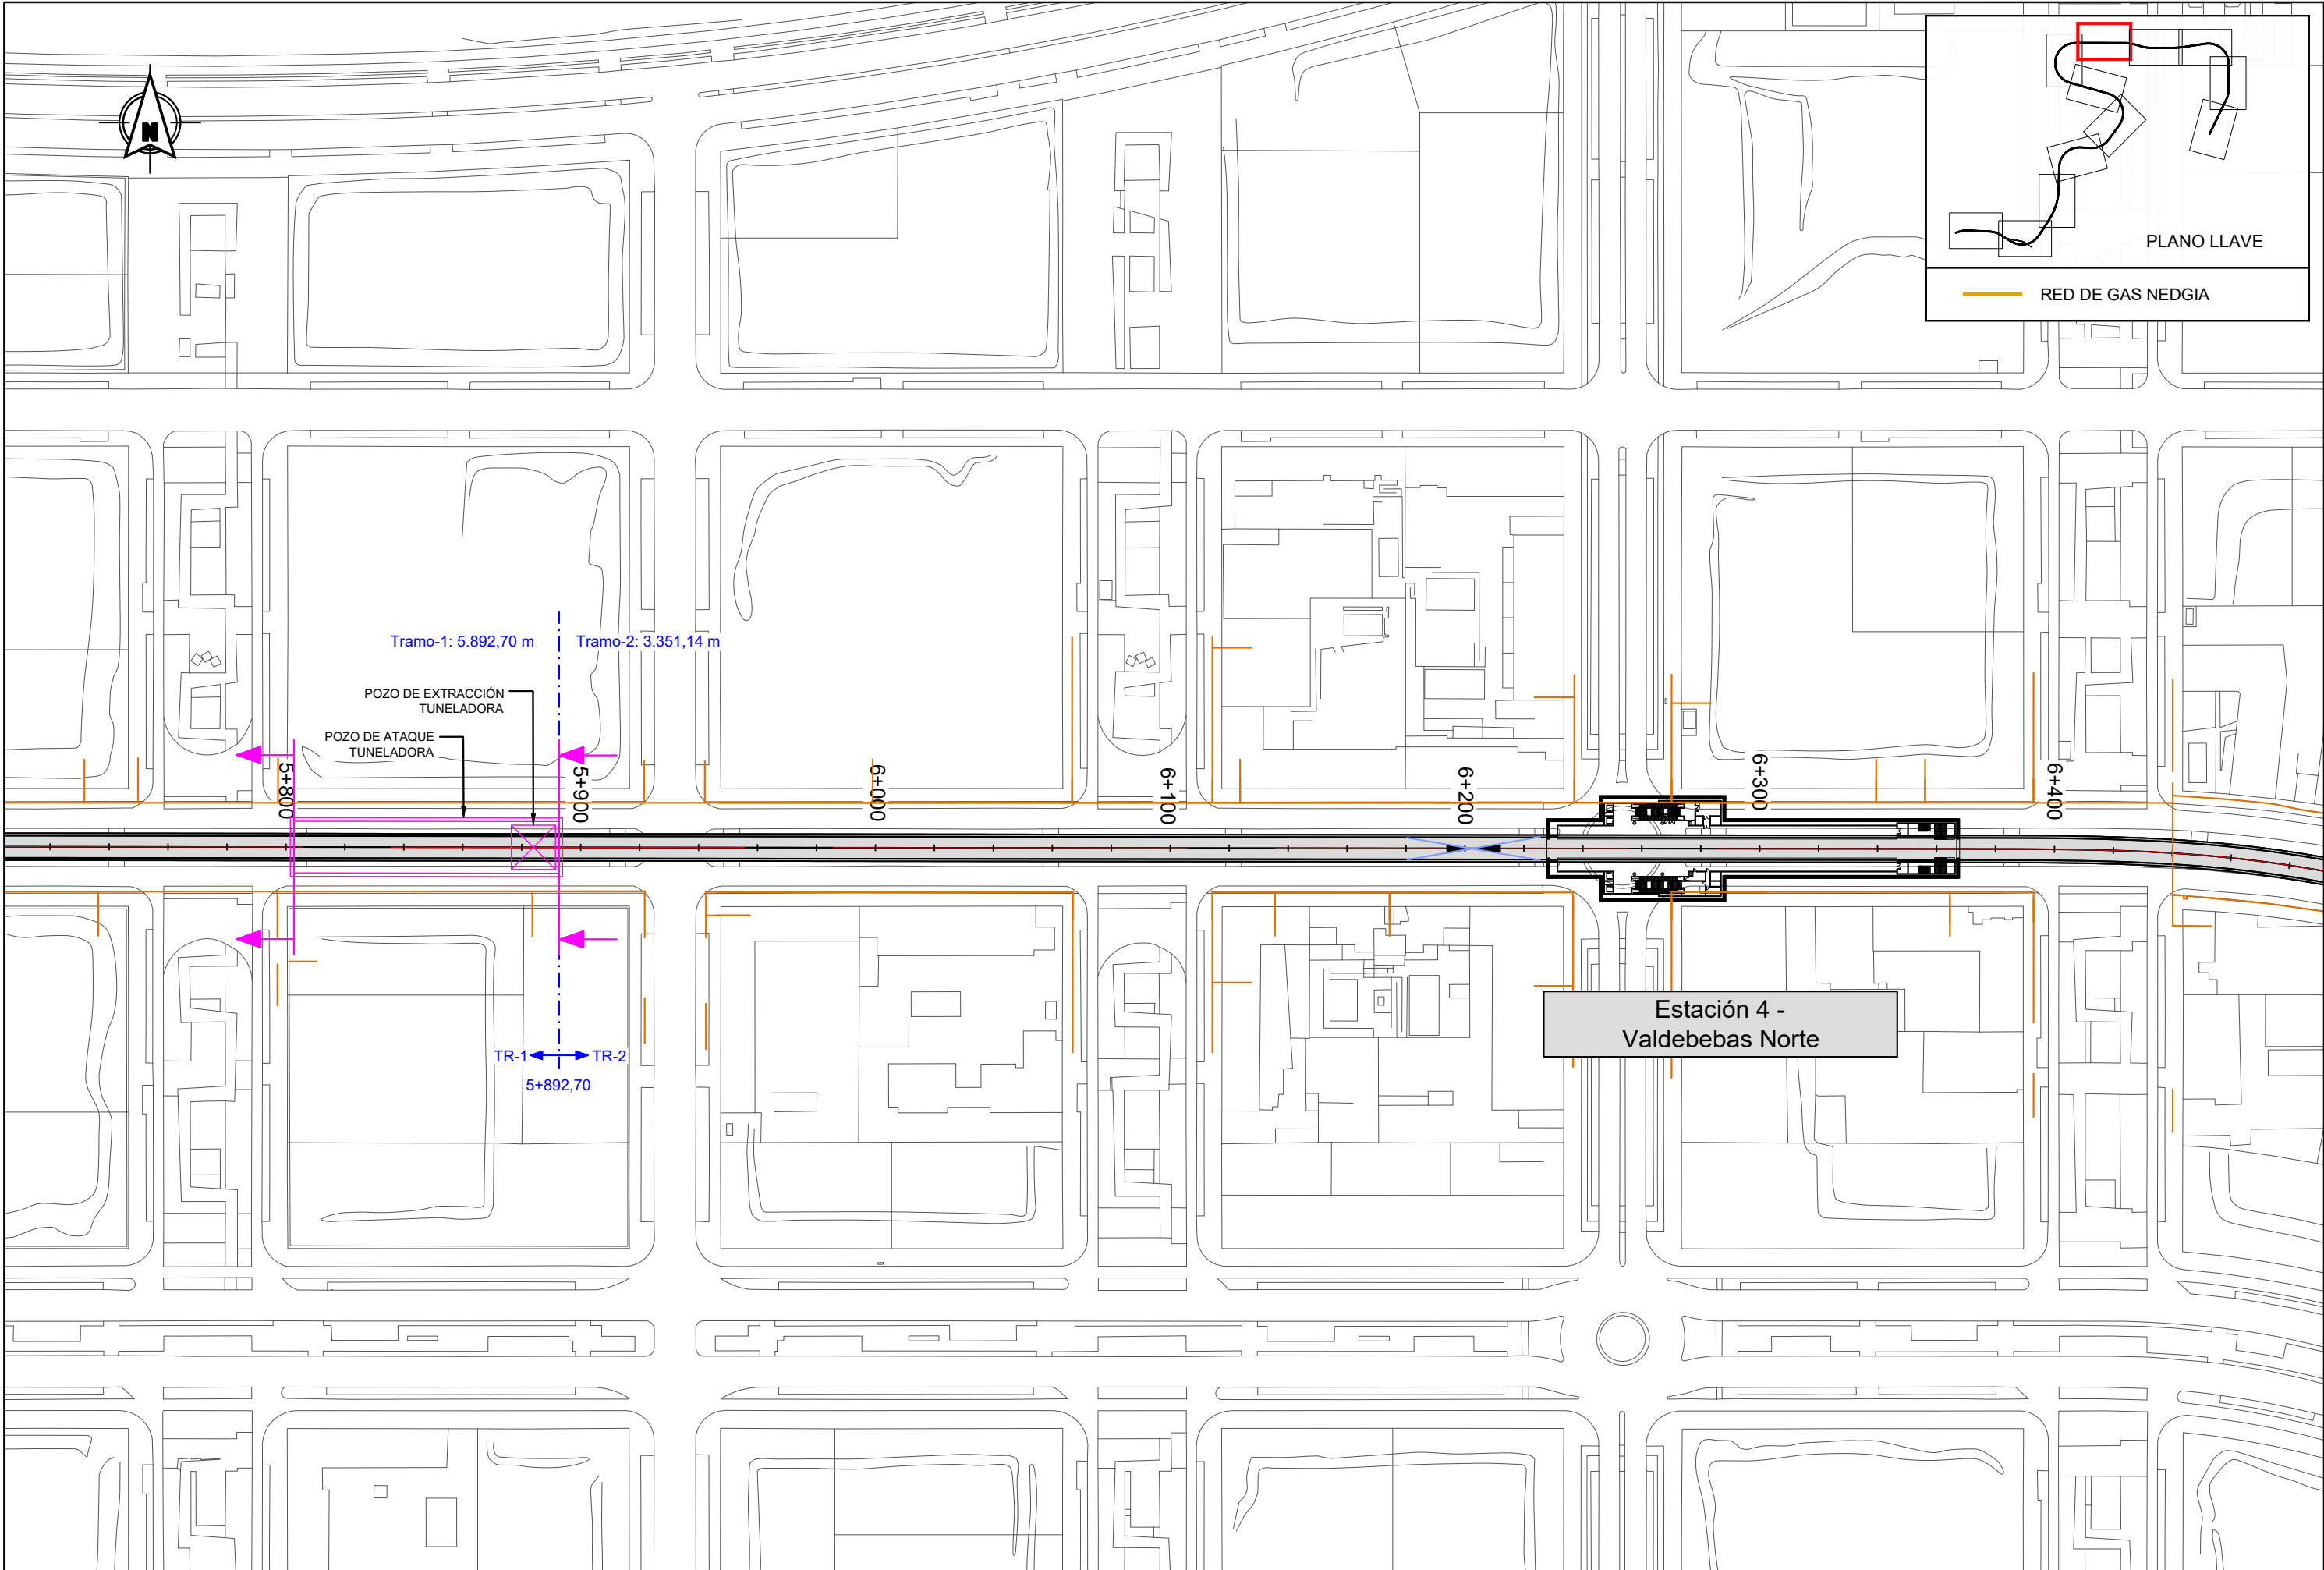 N
PLANO LLAVE
RED DE GAS NEDGIA
Tramo-1: 5.892,70 m
Tramo-2: 3.351,14 m
POZO DE EXTRACCIÓN
TUNELADORA
POZO DE ATAQUE
TUNELADORA
5+800
5+900
6+000
6+100
6+200
6+300
6+400
Estación 4 -
Valdebebas Norte
TR-1
TR-2
5+892,70